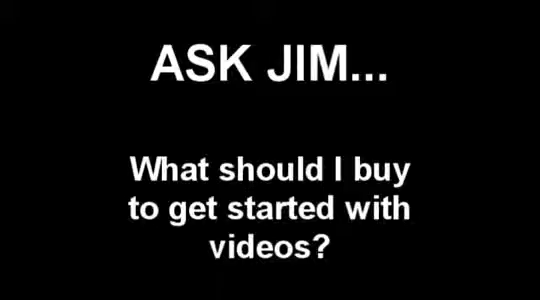 ASK JIM...
What should I buy
to get started with
videos?